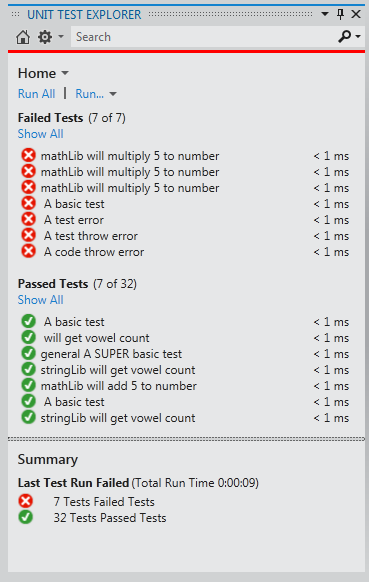 UNIT TEST EXPLORER
Search
Home
Run All | Run...
Failed Tests (7 of 7)
Show All
mathLib will multiply 5 to number < 1 ms
mathLib will multiply 5 to number < 1 ms
mathLib will multiply 5 to number < 1 ms
A basic test < 1 ms
A test error < 1 ms
A test throw error < 1 ms
A code throw error < 1 ms
Passed Tests (7 of 32)
Show All
A basic test < 1 ms
will get vowel count < 1 ms
general A SUPER basic test < 1 ms
stringLib will get vowel count < 1 ms
mathLib will add 5 to number < 1 ms
A basic test < 1 ms
stringLib will get vowel count < 1 ms
Summary
Last Test Run Failed (Total Run Time 0:00:09)
7 Tests Failed Tests
32 Tests Passed Tests